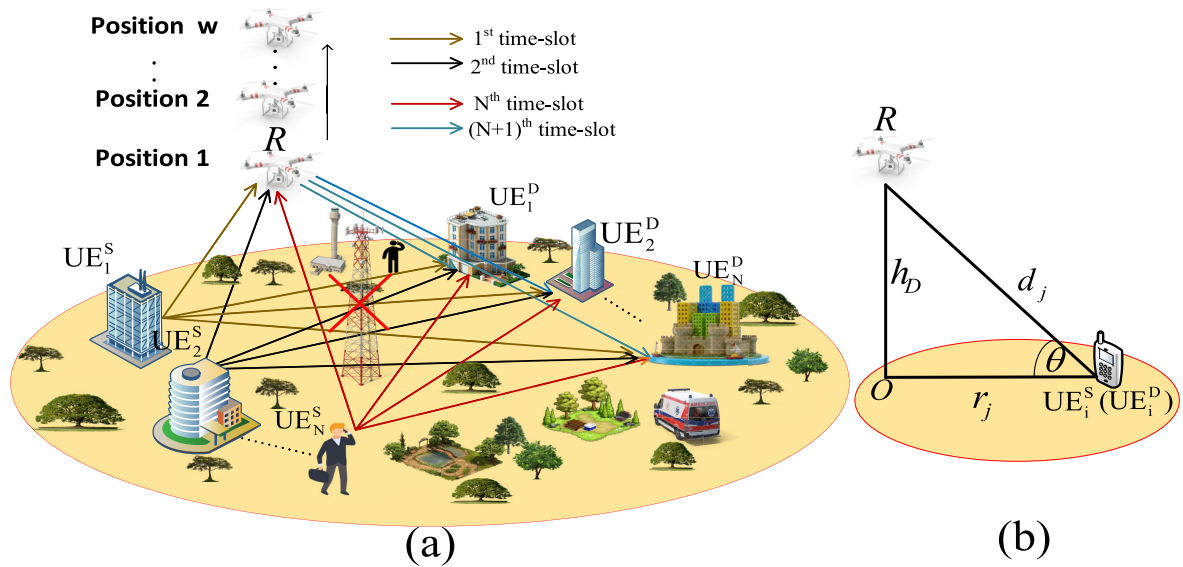 Position w
Position 2
Position 1
R
1st time-slot
2nd time-slot
Nth time-slot
(N+1)th time-slot
UE1S
UE2S
UENS
UE1D
UE2D
UEND
(a)
R
hD
dj
θ
O
rj
UEiS(UEiD)
(b)